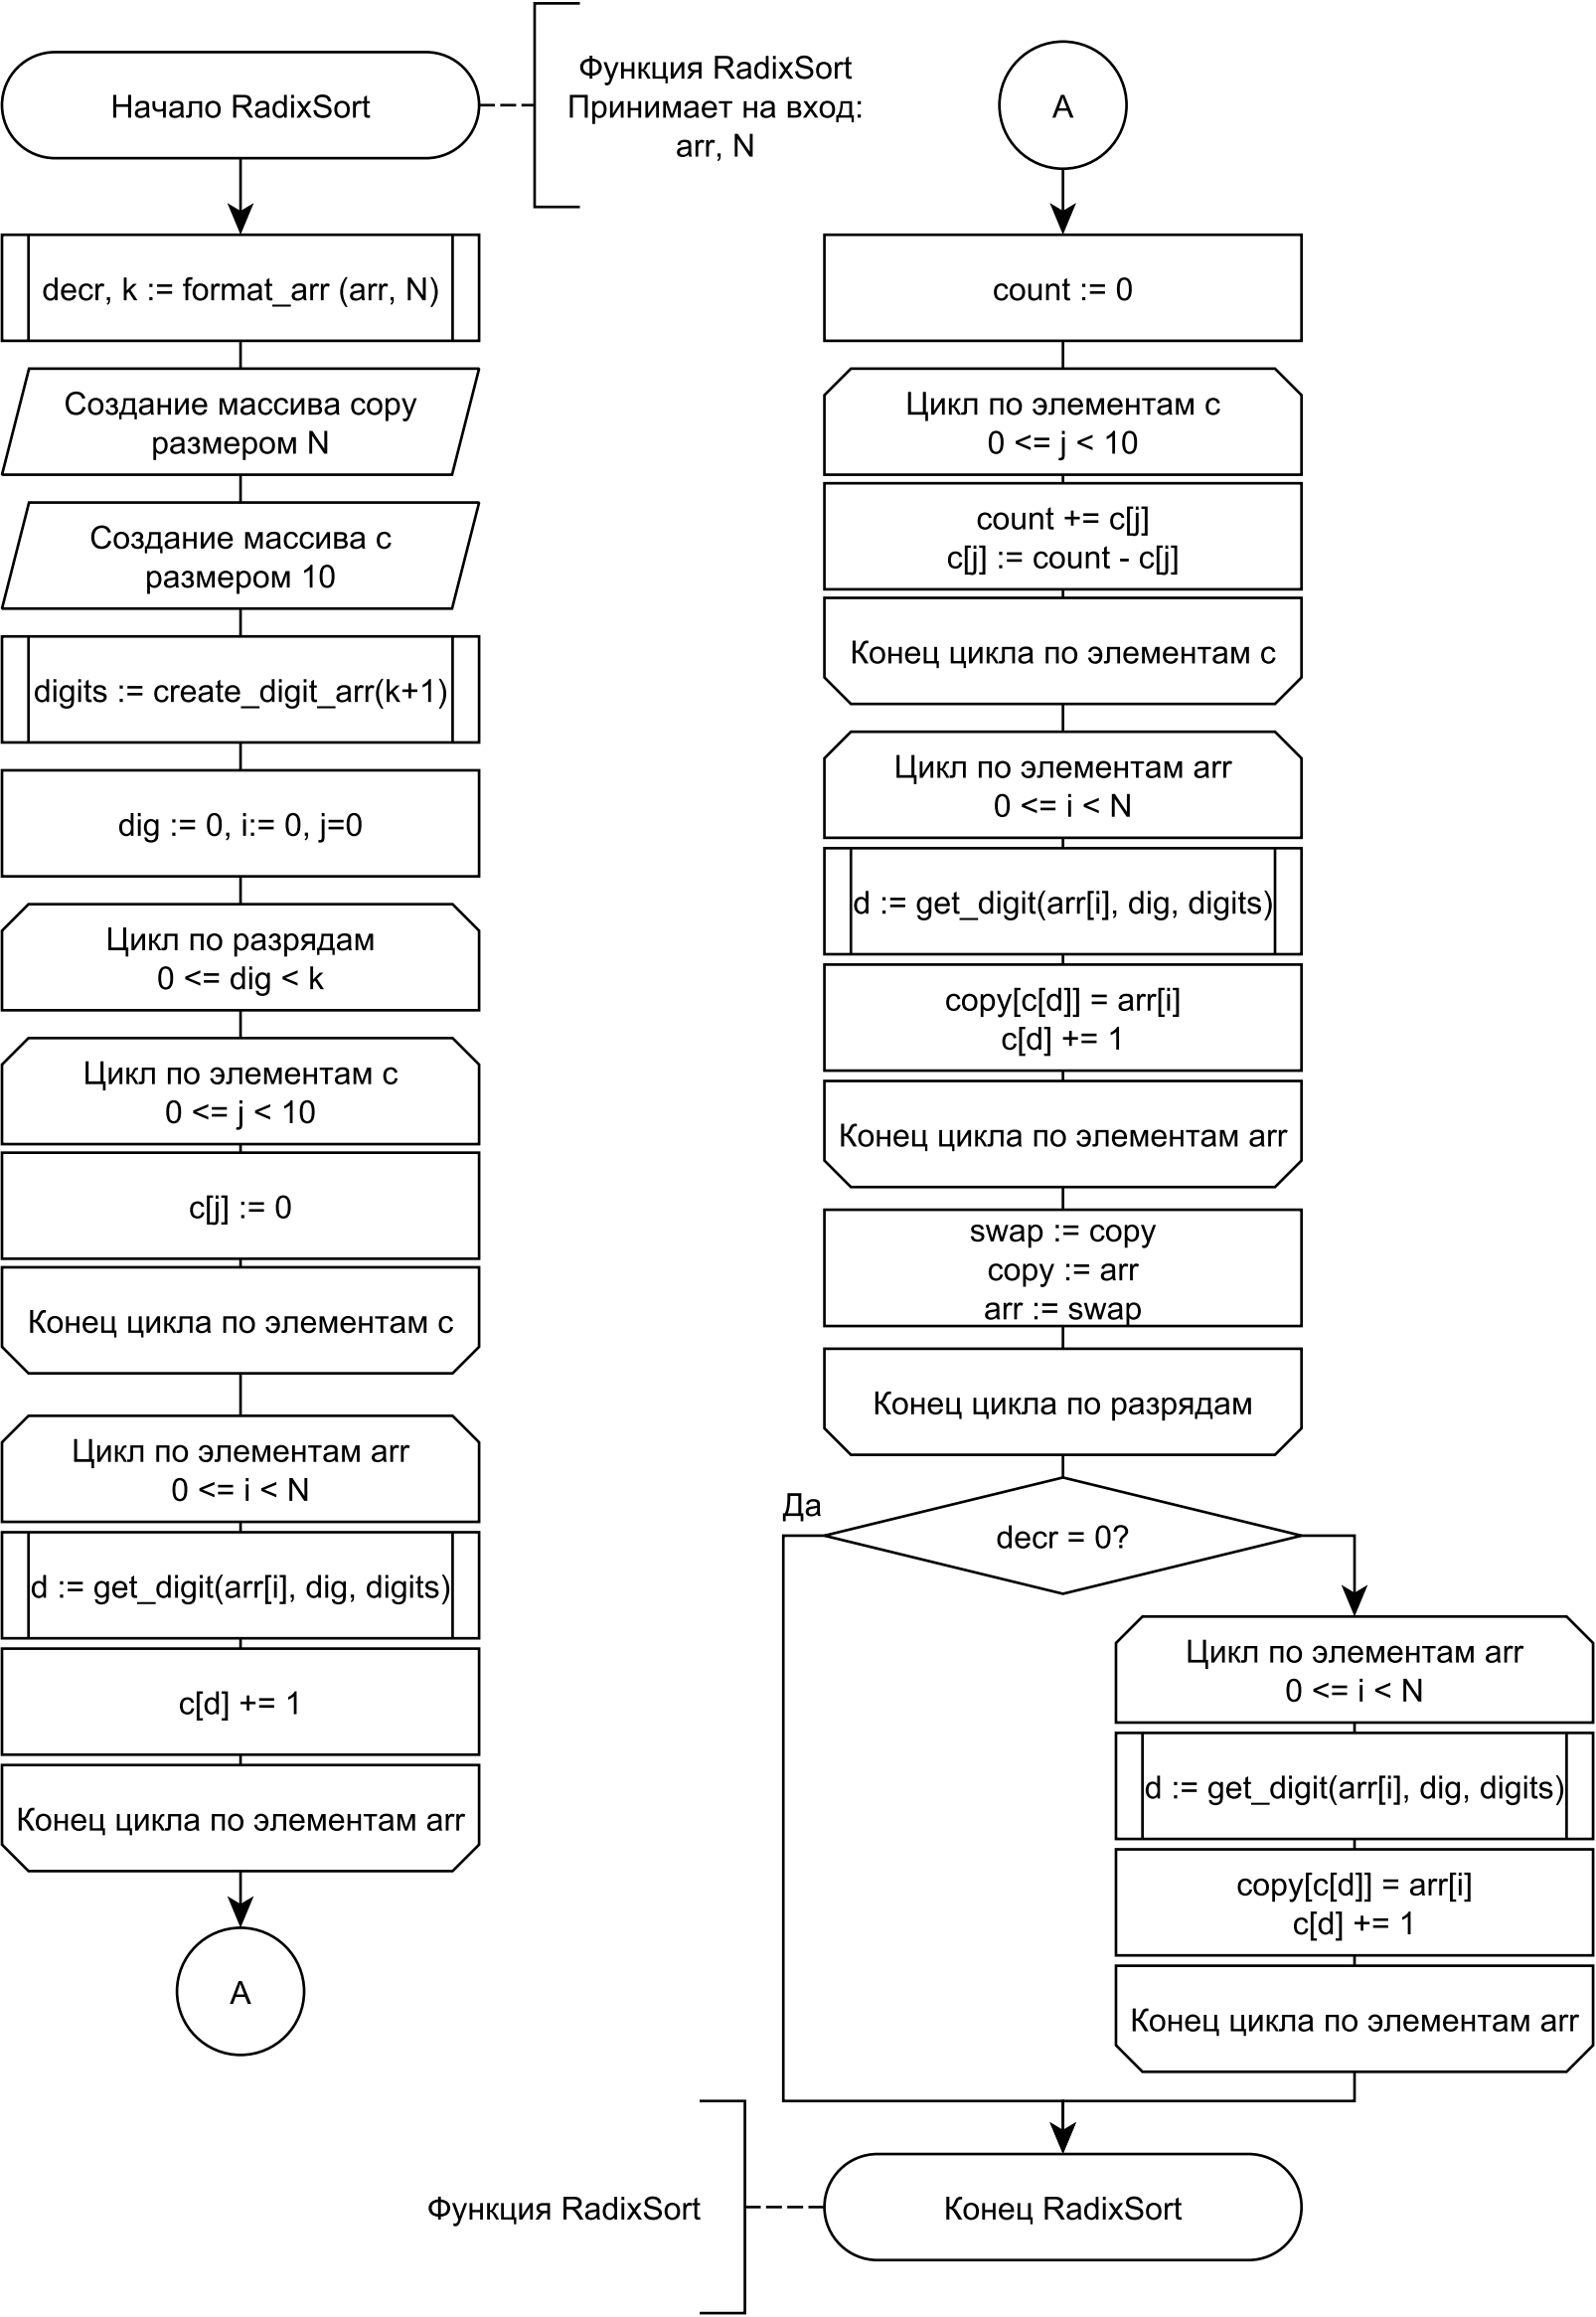 Начало RadixSort
Функция RadixSort
Принимает на вход:
arr, N
decr, k := format_arr (arr, N)
Создание массива copy
размером N
Создание массива c
размером 10
digits := create_digit_arr(k+1)
dig := 0, i:= 0, j=0
Цикл по разрядам
0 <= dig < k
Цикл по элементам c
0 <= j < 10
c[j] := 0
Конец цикла по элементам c
Цикл по элементам arr
0 <= i < N
d := get_digit(arr[i], dig, digits)
c[d] += 1
Конец цикла по элементам arr
A
A
count := 0
Цикл по элементам c
0 <= j < 10
count += c[j]
c[j] := count - c[j]
Конец цикла по элементам c
Цикл по элементам arr
0 <= i < N
d := get_digit(arr[i], dig, digits)
copy[c[d]] = arr[i]
c[d] += 1
Конец цикла по элементам arr
swap := copy
copy := arr
arr := swap
Конец цикла по разрядам
Да
decr = 0?
Цикл по элементам arr
0 <= i < N
d := get_digit(arr[i], dig, digits)
copy[c[d]] = arr[i]
c[d] += 1
Конец цикла по элементам arr
Функция RadixSort
Конец RadixSort